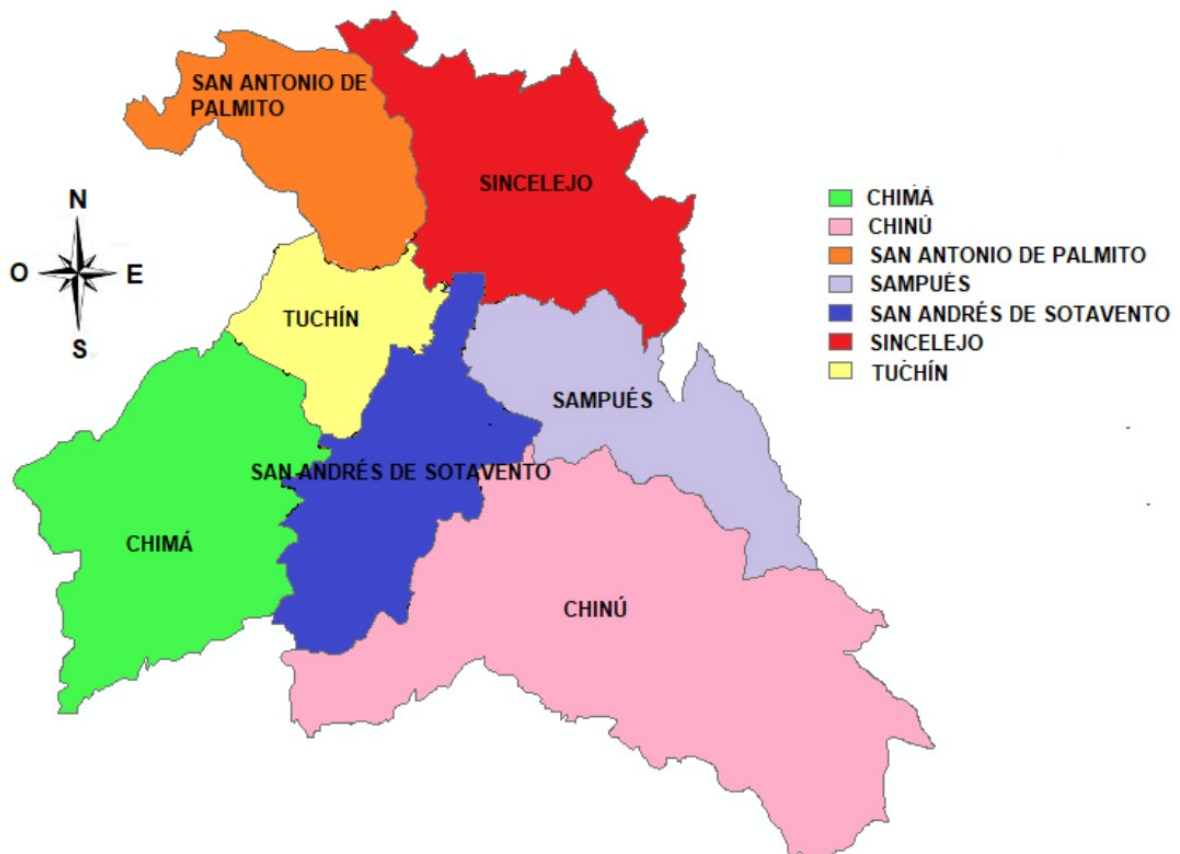 SAN ANTONIO DE
PALMITO
SINCELEJO
N
O E
S
TUCHÍN
SAMPUÉS
SAN ANDRÉS DE SOTAVENTO
CHIMÁ
CHINÚ
CHIMÁ
CHINÚ
SAN ANTONIO DE PALMITO
SAMPUÉS
SAN ANDRÉS DE SOTAVENTO
SINCELEJO
TUCHÍN